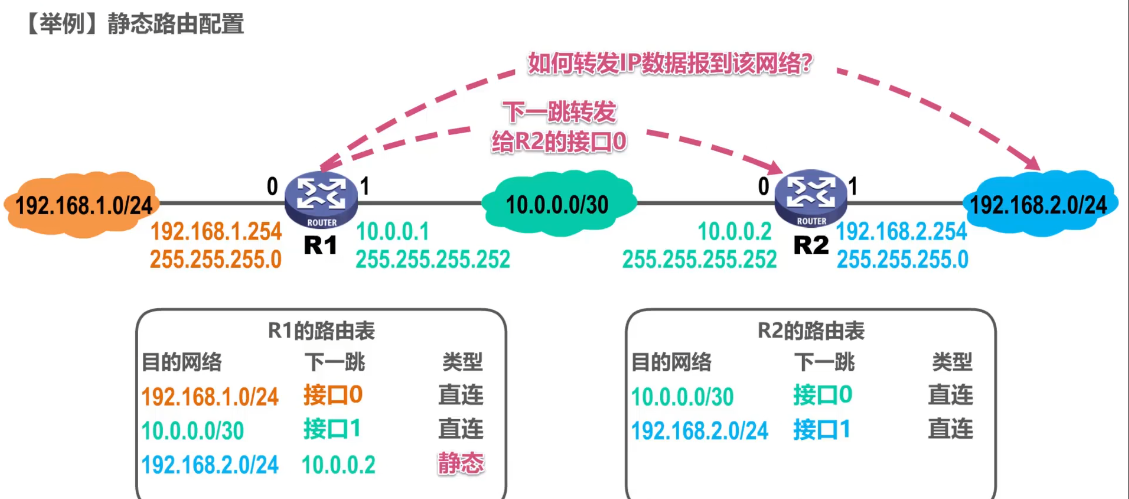 【举例】静态路由配置
如何转发IP数据报到该网络?
下一跳转发
给R2的接口0
0
1
0
1
192.168.1.0/24
ROUTER
10.0.0.0/30
ROUTER
192.168.2.0/24
192.168.1.254
255.255.255.0
R1
10.0.0.1
255.255.255.252
10.0.0.2
255.255.255.252
R2
192.168.2.254
255.255.255.0
R1的路由表
目的网络 下一跳 类型
192.168.1.0/24 接口0 直连
10.0.0.0/30 接口1 直连
192.168.2.0/24 10.0.0.2 静态
R2的路由表
目的网络 下一跳 类型
10.0.0.0/30 接口0 直连
192.168.2.0/24 接口1 直连